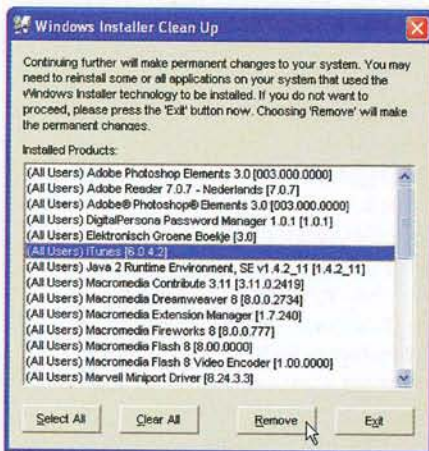 Windows Installer Clean Up
Continuing further will make permanent changes to your system. You may
need to reinstall some or all applications on your system that used the
Windows Installer technology to be installed. If you do not want to
proceed, please press the 'Exit' button now. Choosing 'Remove' will make
the permanent changes.
Installed Products:
(All Users) Adobe Photoshop Elements 3.0 [003.000.0000]
(All Users) Adobe Reader 7.0.7 - Nederlands [7.0.7]
(All Users) Adobe® Photoshop® Elements 3.0 [003.000.0000]
(All Users) DigitalPersona Password Manager 1.0.1 [1.0.1]
(All Users) Elektronisch Groene Boekje [3.0]
(All Users) iTunes [6.0.4.2]
(All Users) Java 2 Runtime Environment, SE v1.4.2_11 [1.4.2_11]
(All Users) Macromedia Contribute 3.11 [3.11.0.2419]
(All Users) Macromedia Dreamweaver 8 [8.0.0.2734]
(All Users) Macromedia Extension Manager [1.7.240]
(All Users) Macromedia Fireworks 8 [8.0.0.777]
(All Users) Macromedia Flash 8 [8.00.0000]
(All Users) Macromedia Flash 8 Video Encoder [1.00.0000]
(All Users) Marvell Miniport Driver [8.24.3.3]
Select All Clear All Remove Exit